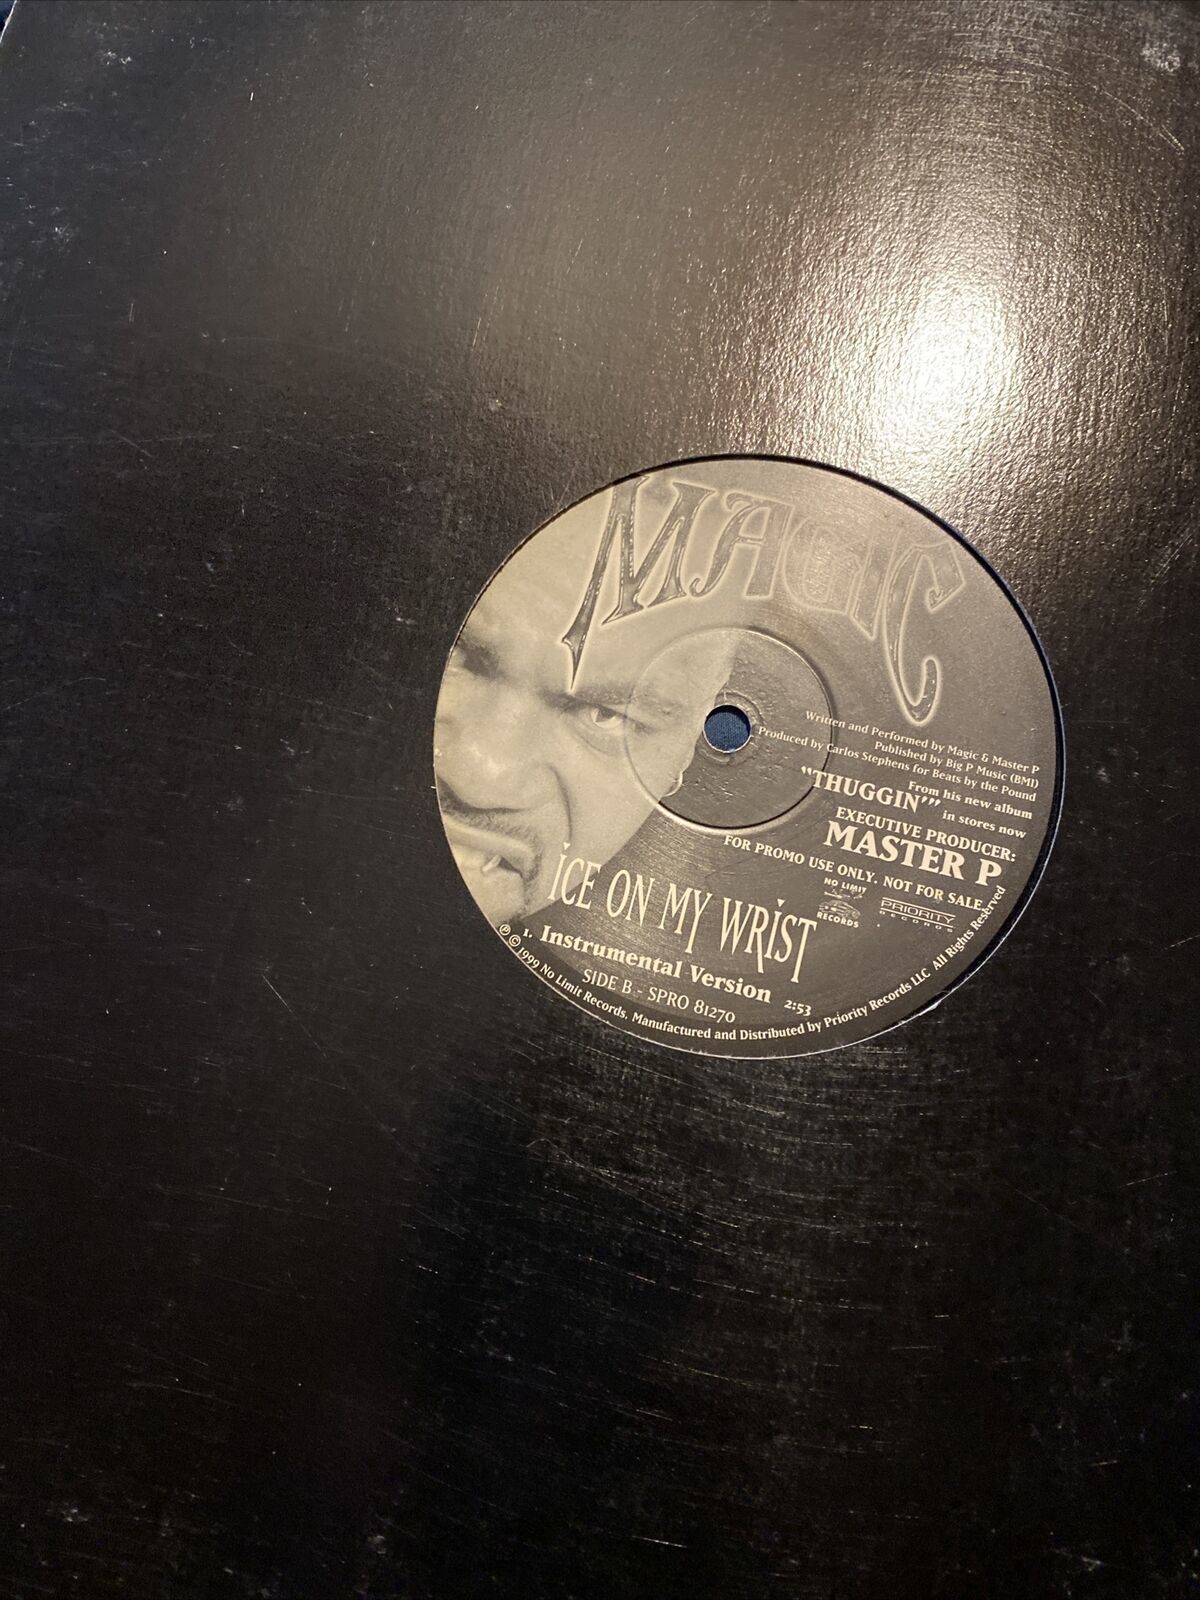 MAGIC
Written and Performed by Magic & Master P
Published by Big P Music (BMI)
Produced by Carlos Stephens for Beats by the Pound
From his new album
"THUGGIN'" in stores now
EXECUTIVE PRODUCER:
MASTER P
FOR PROMO USE ONLY. NOT FOR SALE.
NO LIMIT
RECORDS
PRIORITY
RECORDS
iCE ON MY WRiST
1. Instrumental Version 2:53
SIDE B - SPRO 81270
℗ © 1999 No Limit Records. Manufactured and Distributed by Priority Records LLC All Rights Reserved